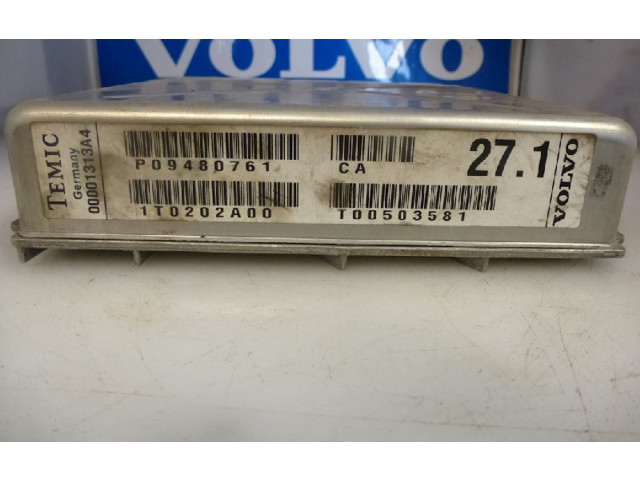 VOLVO
TEMIC
Germany
00001313A4
P09480761
CA
27.1
1T0202A00
T00503581
VOLVO